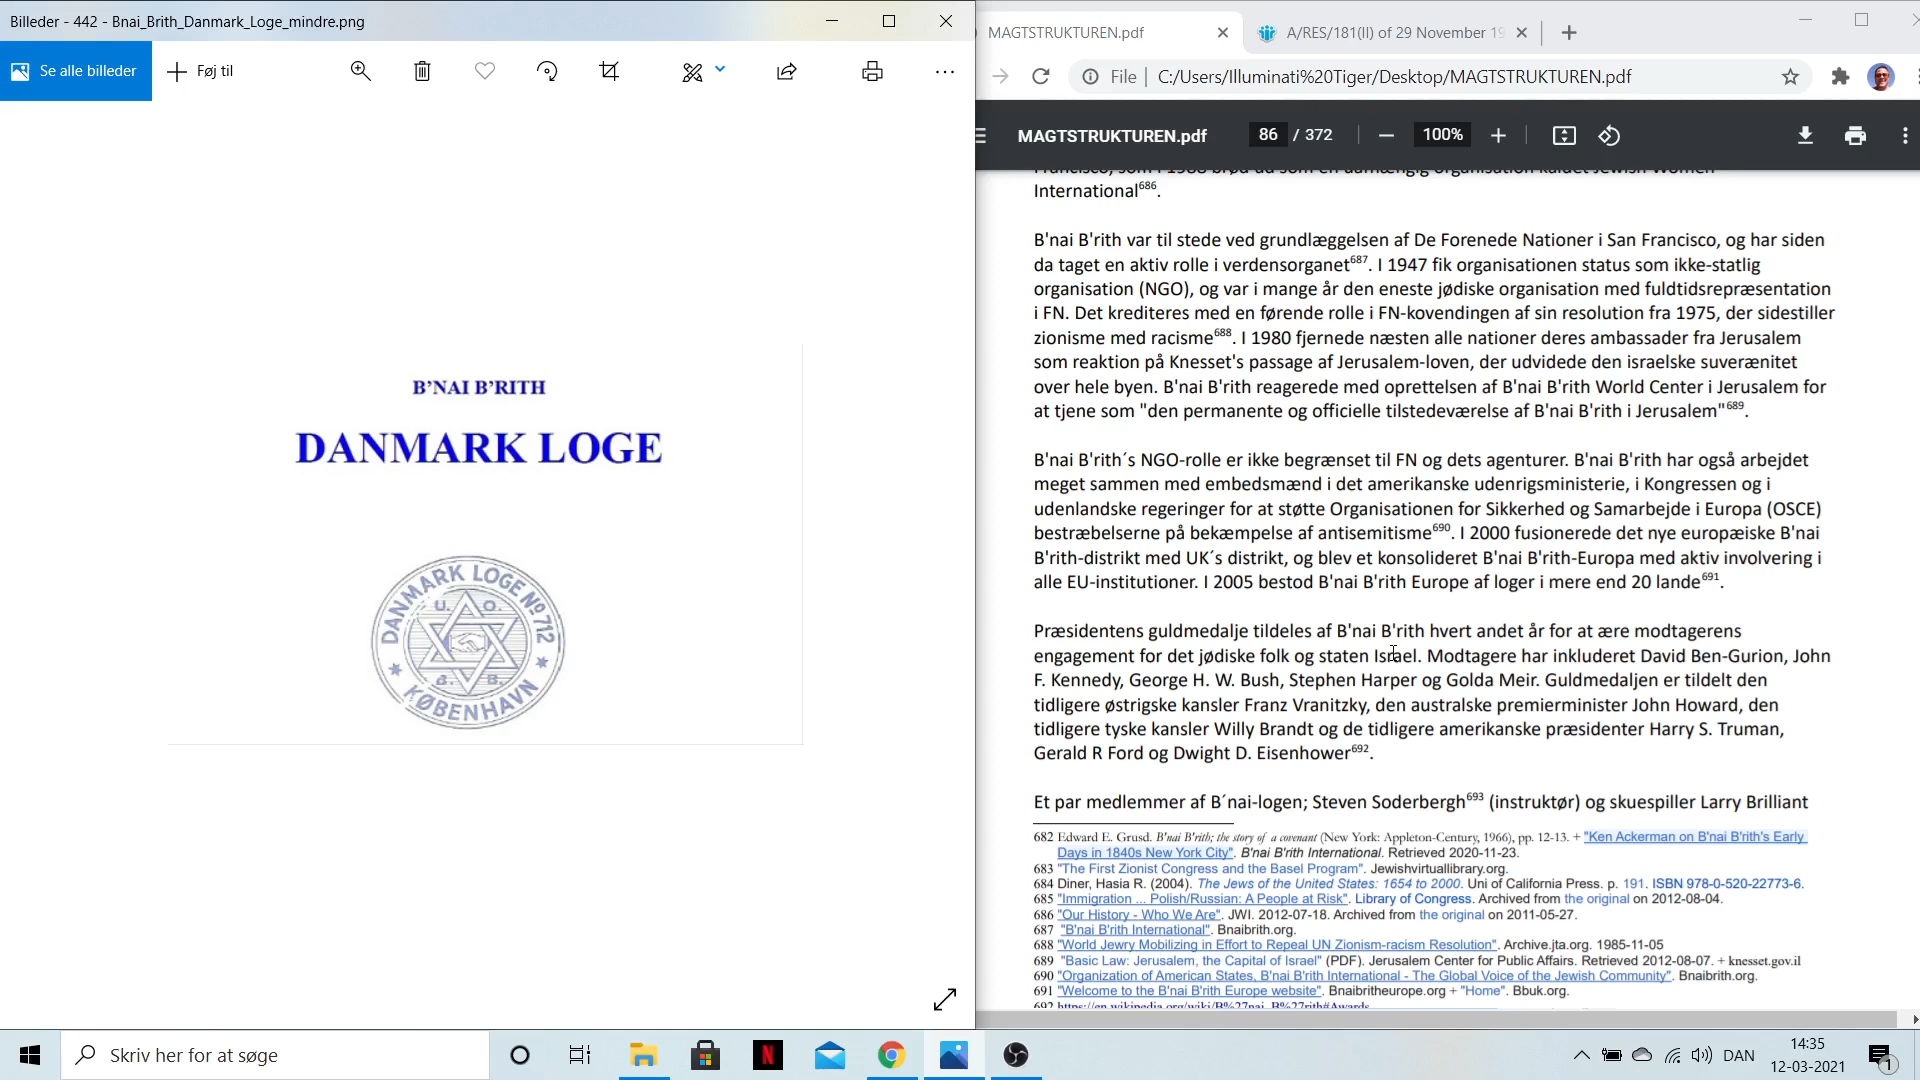 Billeder - 442 - Bnai_Brith_Danmark_Loge_mindre.png
Se alle billeder
Føj til
B'NAI B'RITH
DANMARK LOGE
DANMARK LOGE No 712
U. O.
B. B.
KØBENHAVN
MAGTSTRUKTUREN.pdf
A/RES/181(II) of 29 November 19
File
C:/Users/Illuminati%20Tiger/Desktop/MAGTSTRUKTUREN.pdf
MAGTSTRUKTUREN.pdf
86 / 372
100%
Francisco, som i 1988 brød ud som en uafhængig organisation kaldet Jewish Women
International686.
B'nai B'rith var til stede ved grundlæggelsen af De Forenede Nationer i San Francisco, og har siden
da taget en aktiv rolle i verdensorganet687. I 1947 fik organisationen status som ikke-statlig
organisation (NGO), og var i mange år den eneste jødiske organisation med fuldtidsrepræsentation
i FN. Det krediteres med en førende rolle i FN-kovendingen af sin resolution fra 1975, der sidestiller
zionisme med racisme688. I 1980 fjernede næsten alle nationer deres ambassader fra Jerusalem
som reaktion på Knesset's passage af Jerusalem-loven, der udvidede den israelske suverænitet
over hele byen. B'nai B'rith reagerede med oprettelsen af B'nai B'rith World Center i Jerusalem for
at tjene som "den permanente og officielle tilstedeværelse af B'nai B'rith i Jerusalem"689.
B'nai B'rith´s NGO-rolle er ikke begrænset til FN og dets agenturer. B'nai B'rith har også arbejdet
meget sammen med embedsmænd i det amerikanske udenrigsministerie, i Kongressen og i
udenlandske regeringer for at støtte Organisationen for Sikkerhed og Samarbejde i Europa (OSCE)
bestræbelserne på bekæmpelse af antisemitisme690. I 2000 fusionerede det nye europæiske B'nai
B'rith-distrikt med UK´s distrikt, og blev et konsolideret B'nai B'rith-Europa med aktiv involvering i
alle EU-institutioner. I 2005 bestod B'nai B'rith Europe af loger i mere end 20 lande691.
Præsidentens guldmedalje tildeles af B'nai B'rith hvert andet år for at ære modtagerens
engagement for det jødiske folk og staten Israel. Modtagere har inkluderet David Ben-Gurion, John
F. Kennedy, George H. W. Bush, Stephen Harper og Golda Meir. Guldmedaljen er tildelt den
tidligere østrigske kansler Franz Vranitzky, den australske premierminister John Howard, den
tidligere tyske kansler Willy Brandt og de tidligere amerikanske præsidenter Harry S. Truman,
Gerald R Ford og Dwight D. Eisenhower692.
Et par medlemmer af B´nai-logen; Steven Soderbergh693 (instruktør) og skuespiller Larry Brilliant
682 Edward E. Grusd. B'nai B'rith; the story of a covenant (New York: Appleton-Century, 1966), pp. 12-13. + "Ken Ackerman on B'nai B'rith's Early
Days in 1840s New York City". B'nai B'rith International. Retrieved 2020-11-23.
683 "The First Zionist Congress and the Basel Program". Jewishvirtuallibrary.org.
684 Diner, Hasia R. (2004). The Jews of the United States: 1654 to 2000. Uni of California Press. p. 191. ISBN 978-0-520-22773-6.
685 "Immigration ... Polish/Russian: A People at Risk". Library of Congress. Archived from the original on 2012-08-04.
686 "Our History - Who We Are". JWI. 2012-07-18. Archived from the original on 2011-05-27.
687 "B'nai B'rith International". Bnaibrith.org.
688 "World Jewry Mobilizing in Effort to Repeal UN Zionism-racism Resolution". Archive.jta.org. 1985-11-05
689 "Basic Law: Jerusalem, the Capital of Israel" (PDF). Jerusalem Center for Public Affairs. Retrieved 2012-08-07. + knesset.gov.il
690 "Organization of American States, B'nai B'rith International - The Global Voice of the Jewish Community". Bnaibrith.org.
691 "Welcome to the B'nai B'rith Europe website". Bnaibritheurope.org + "Home". Bbuk.org.
692 https://en.wikipedia.org/wiki/B%27nai_B%27rith#Awards
Skriv her for at søge
DAN
14:35
12-03-2021
1